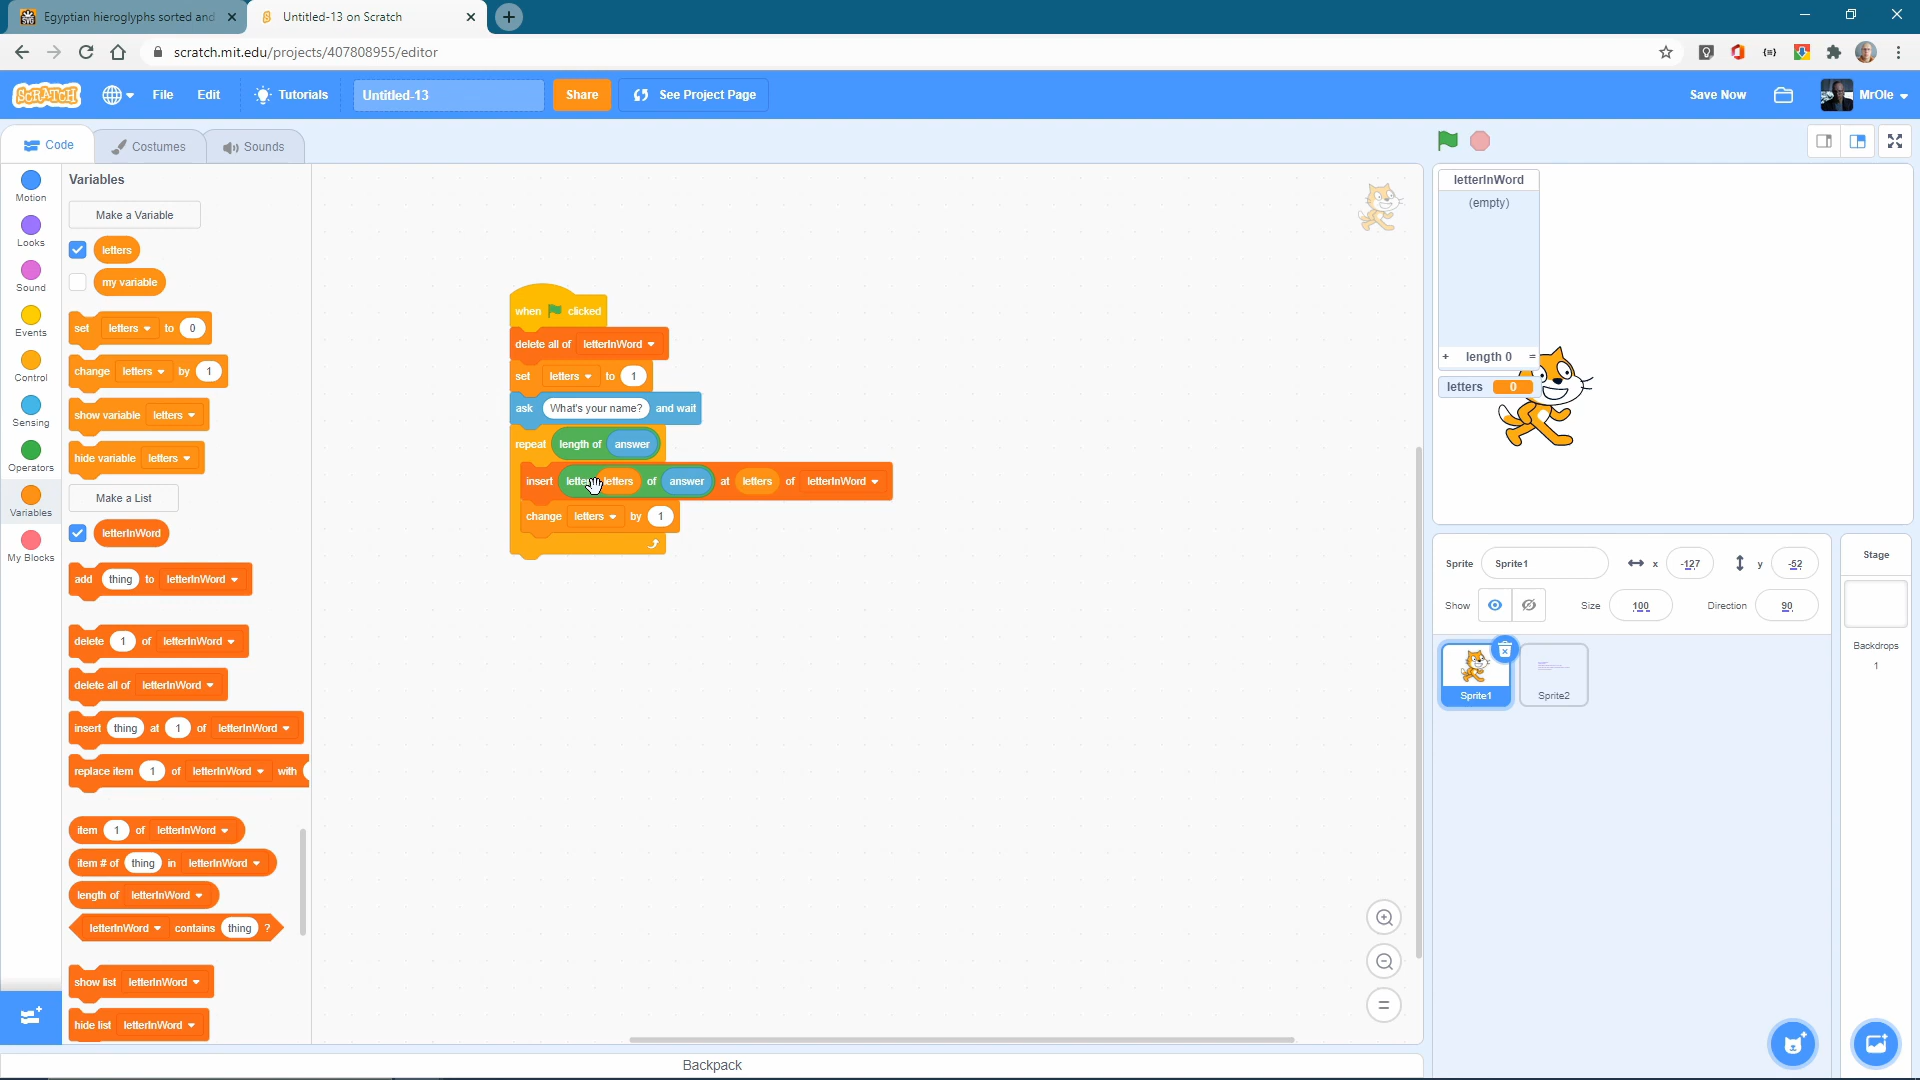 Egyptian hieroglyphs sorted and
Untitled-13 on Scratch
scratch.mit.edu/projects/407808955/editor
SCRATCH
File
Edit
Tutorials
Untitled-13
Share
See Project Page
Save Now
MrOle
Code
Costumes
Sounds
Motion
Looks
Sound
Events
Control
Sensing
Operators
Variables
My Blocks
Variables
Make a Variable
letters
my variable
set letters to 0
change letters by 1
show variable letters
hide variable letters
Make a List
letterInWord
add thing to letterInWord
delete 1 of letterInWord
delete all of letterInWord
insert thing at 1 of letterInWord
replace item 1 of letterInWord with
item 1 of letterInWord
item # of thing in letterInWord
length of letterInWord
letterInWord contains thing ?
show list letterInWord
hide list letterInWord
when clicked
delete all of letterInWord
set letters to 1
ask What's your name? and wait
repeat length of answer
insert letter letters of answer at letters of letterInWord
change letters by 1
letterInWord
(empty)
+ length 0 =
letters 0
Sprite Sprite1 x -127 y -52
Show Size 100 Direction 90
Sprite1
Sprite2
Stage
Backdrops
1
Backpack